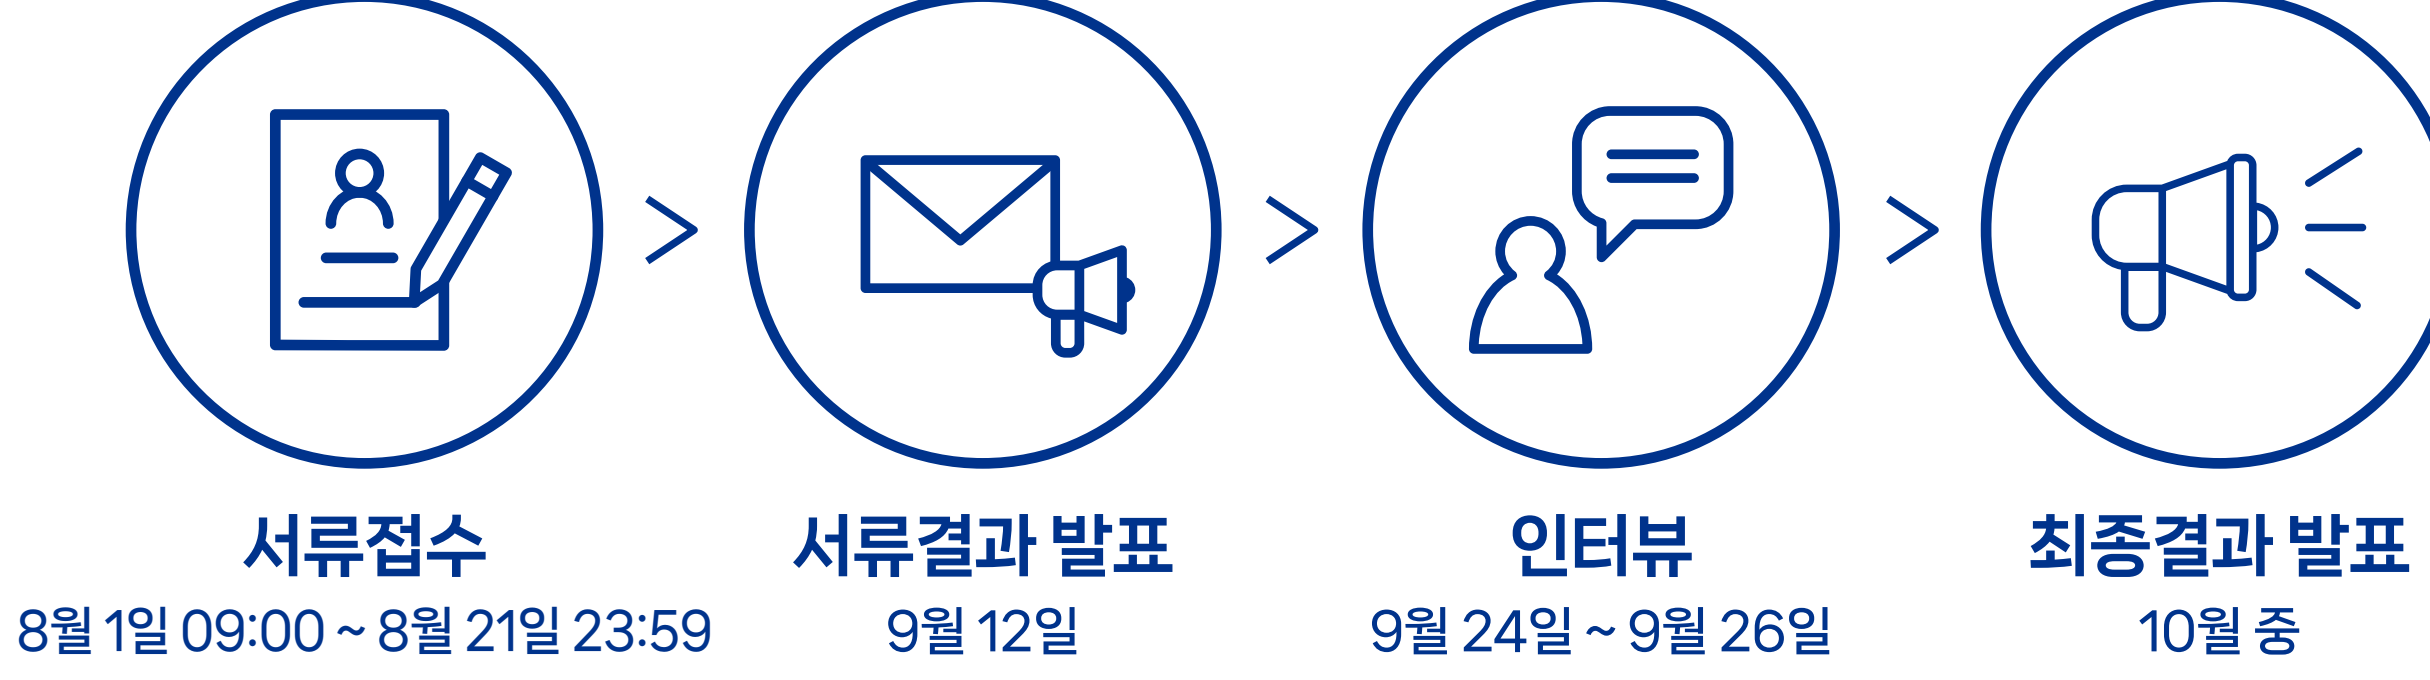 서류접수
8월 1일 09:00 ~ 8월 21일 23:59
서류결과 발표
9월 12일
인터뷰
9월 24일 ~ 9월 26일
최종결과 발표
10월 중